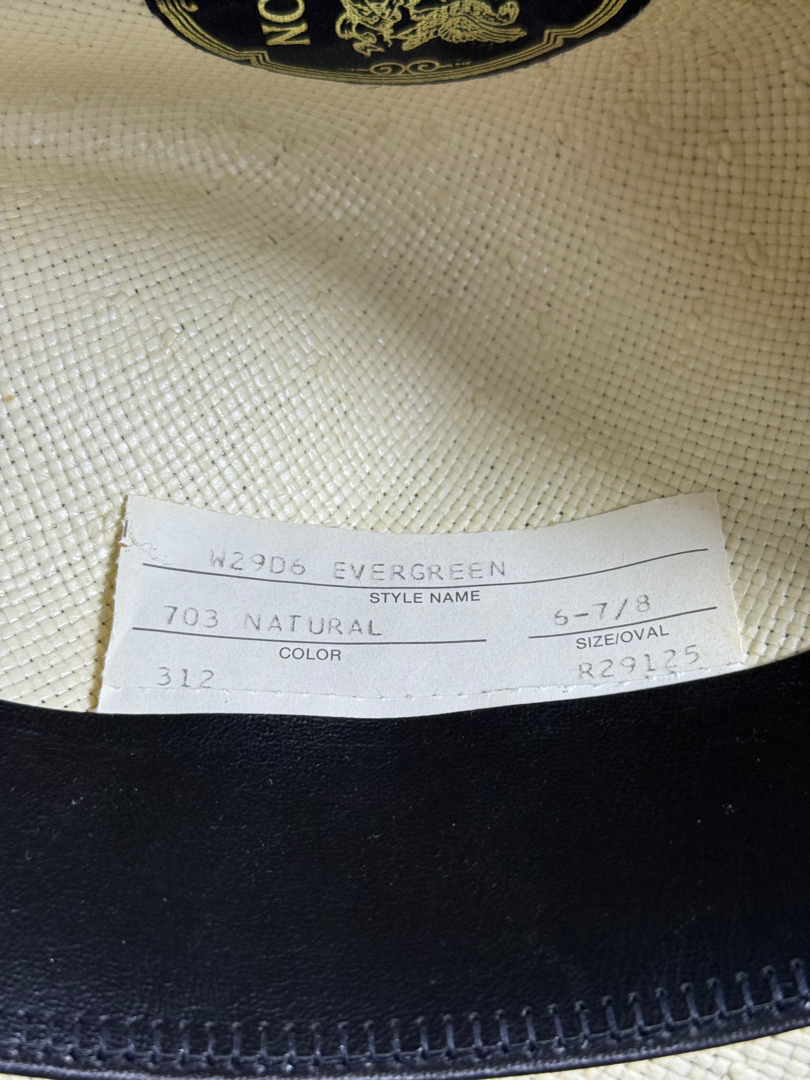 NO
W29D6 EVERGREEN
STYLE NAME
703 NATURAL 6-7/8
COLOR SIZE/OVAL
312 R29125